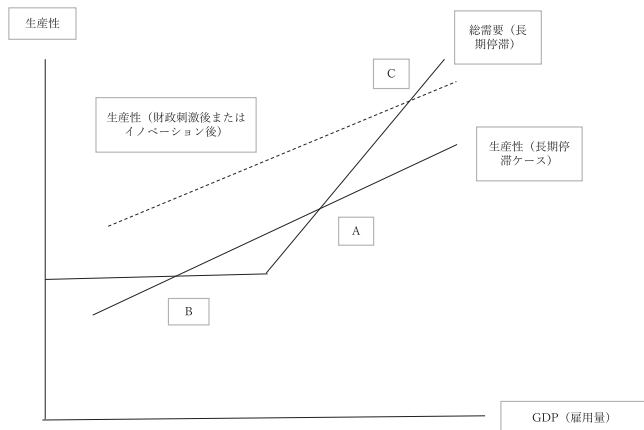 生産性
総需要（長
期停滞）
C
生産性（財政刺激後または
イノベーション後）
生産性（長期停
滞ケース）
A
B
GDP（雇用量）